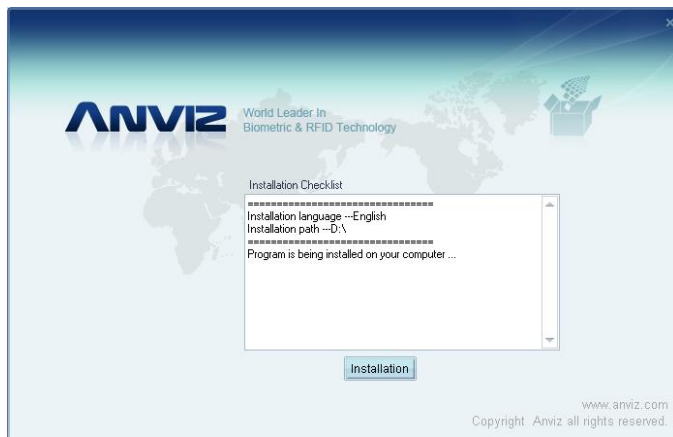 ANVIZ
World Leader In
Biometric & RFID Technology
Installation Checklist
================================
Installation language ---English
Installation path ---D:\
================================
Program is being installed on your computer ...
Installation
www.anviz.com
Copyright Anviz all rights reserved.